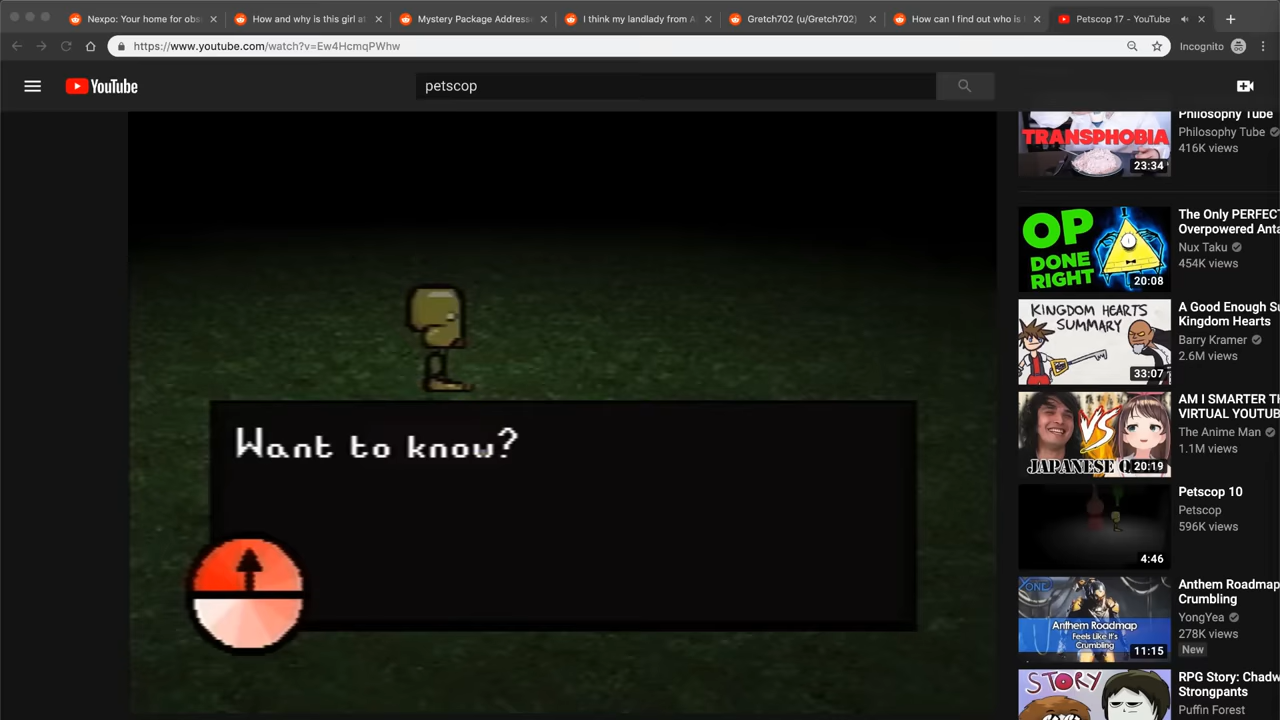 Nexpo: Your home for obs
How and why is this girl at
Mystery Package Address
I think my landlady from A
Gretch702 (u/Gretch702)
How can I find out who is
Petscop 17 - YouTube
https://www.youtube.com/watch?v=Ew4HcmqPWhw
Incognito
YouTube
petscop
Want to know?
TRANSPHOBIA
23:34
Philosophy Tube
Philosophy Tube
416K views
OP
DONE
RIGHT
20:08
The Only PERFECT
Overpowered Anta
Nux Taku
454K views
KINGDOM HEARTS
SUMMARY
33:07
A Good Enough Su
Kingdom Hearts
Barry Kramer
2.6M views
VS
JAPANESE Q
20:19
AM I SMARTER TH
VIRTUAL YOUTUB
The Anime Man
1.1M views
4:46
Petscop 10
Petscop
596K views
Anthem Roadmap
Feels Like It's
Crumbling
11:15
Anthem Roadmap
Crumbling
YongYea
278K views
New
STORY
RPG Story: Chadw
Strongpants
Puffin Forest